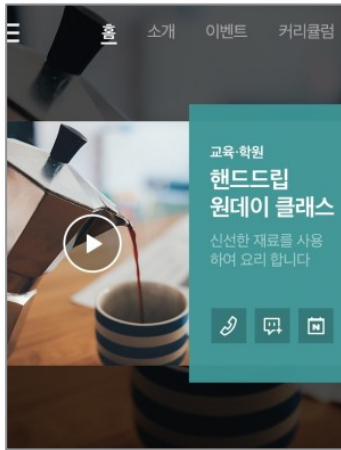 홈 소개 이벤트 커리큘럼
교육·학원
핸드드립
원데이 클래스
신선한 재료를 사용
하여 요리 합니다
N